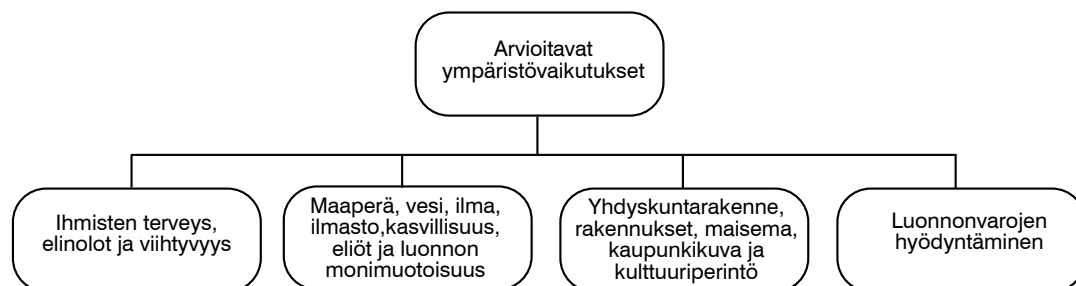 Arvioitavat
ympäristövaikutukset
Ihmisten terveys,
elinolot ja viihtyvyys
Maaperä, vesi, ilma,
ilmasto,kasvillisuus,
eliöt ja luonnon
monimuotoisuus
Yhdyskuntarakenne,
rakennukset, maisema,
kaupunkikuva ja
kulttuuriperintö
Luonnonvarojen
hyödyntäminen